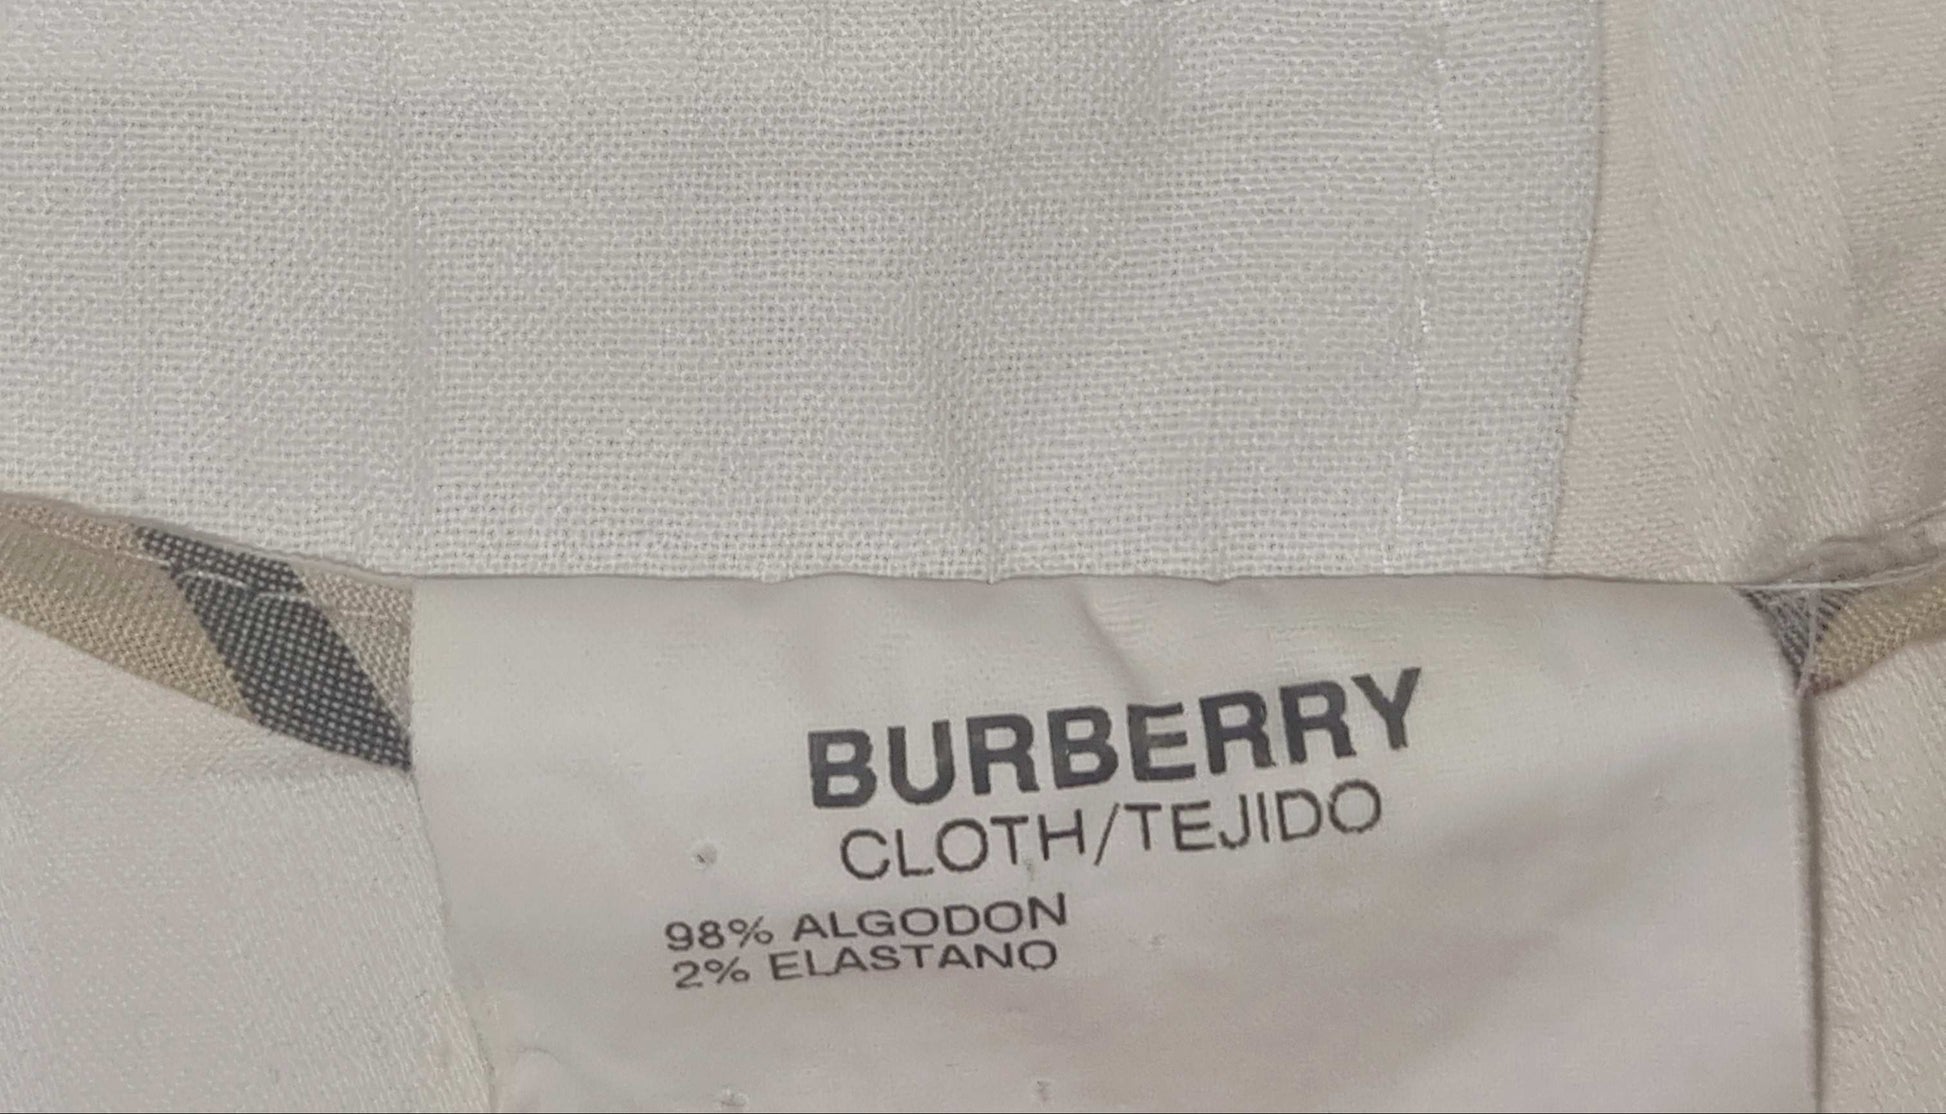 BURBERRY
CLOTH/TEJIDO
98% ALGODON
2% ELASTANO